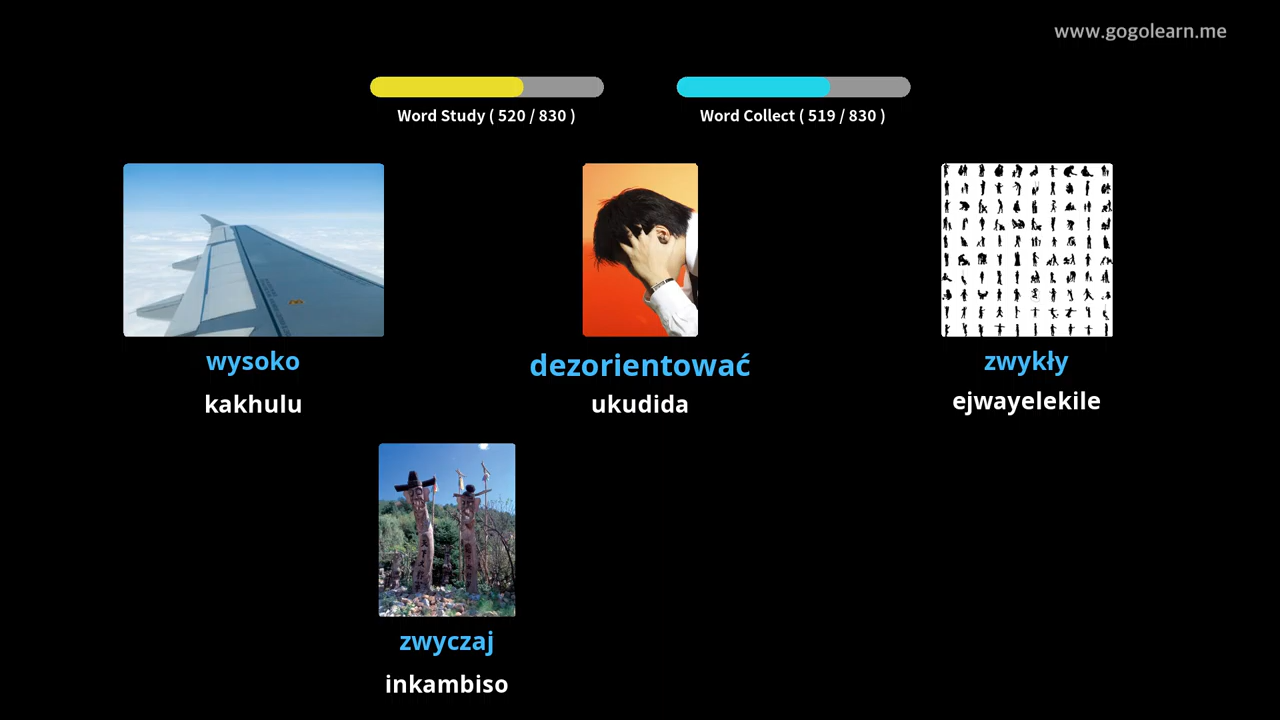 www.gogolearn.me
Word Study ( 520 / 830 )
Word Collect ( 519 / 830 )
wysoko
dezorientować
zwykły
kakhulu
ukudida
ejwayelekile
zwyczaj
inkambiso